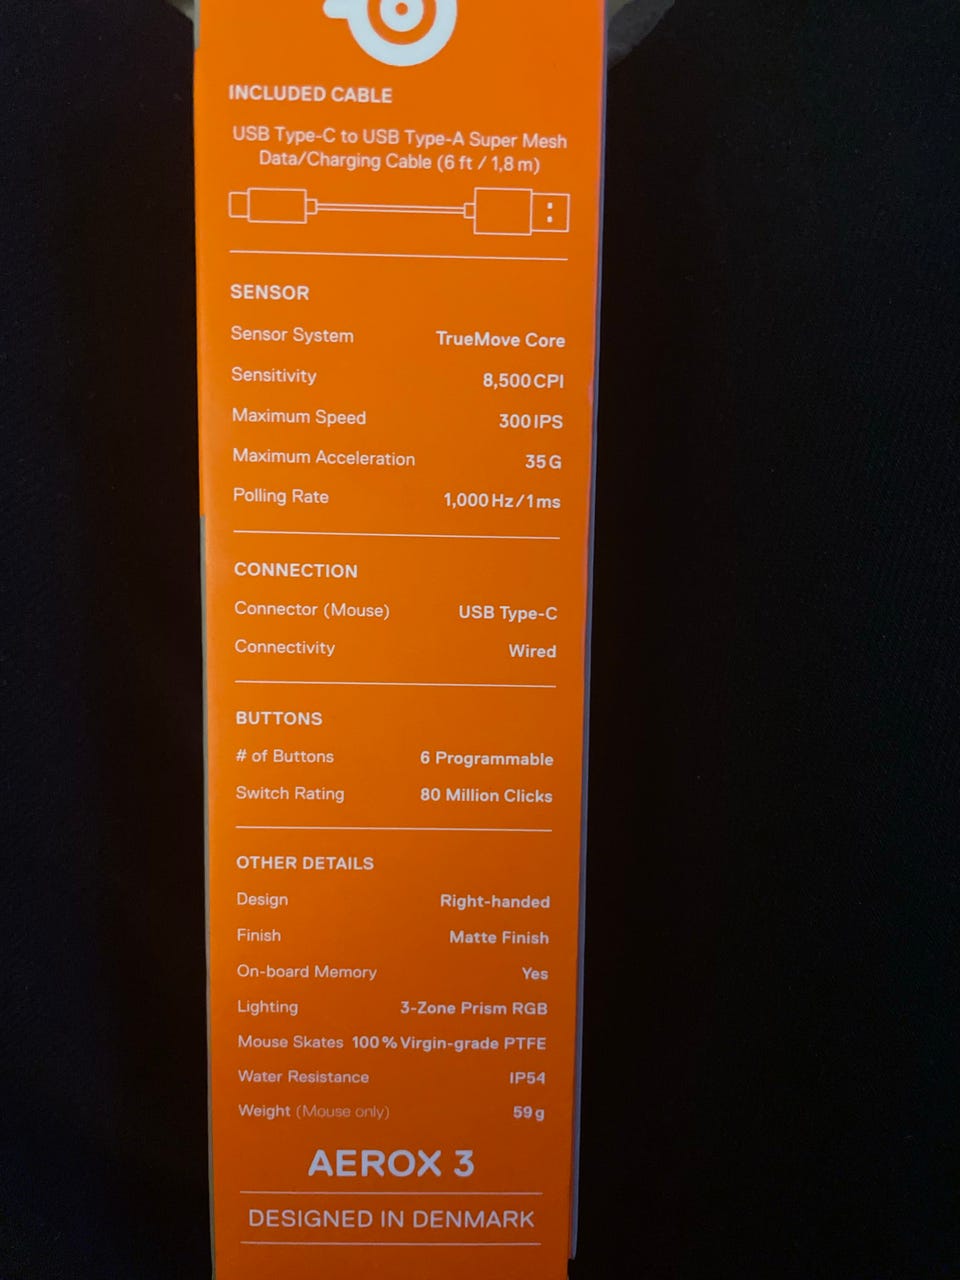 INCLUDED CABLE
USB Type-C to USB Type-A Super Mesh
Data/Charging Cable (6 ft / 1,8 m)
SENSOR
Sensor System TrueMove Core
Sensitivity 8,500 CPI
Maximum Speed 300 IPS
Maximum Acceleration 35 G
Polling Rate 1,000 Hz / 1 ms
CONNECTION
Connector (Mouse) USB Type-C
Connectivity Wired
BUTTONS
# of Buttons 6 Programmable
Switch Rating 80 Million Clicks
OTHER DETAILS
Design Right-handed
Finish Matte Finish
On-board Memory Yes
Lighting 3-Zone Prism RGB
Mouse Skates 100 % Virgin-grade PTFE
Water Resistance IP54
Weight (Mouse only) 59 g
AEROX 3
DESIGNED IN DENMARK